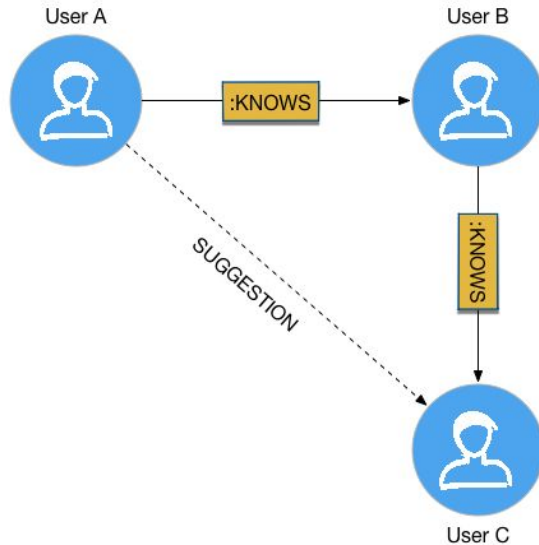 User A
User B
:KNOWS
:KNOWS
SUGGESTION
User C